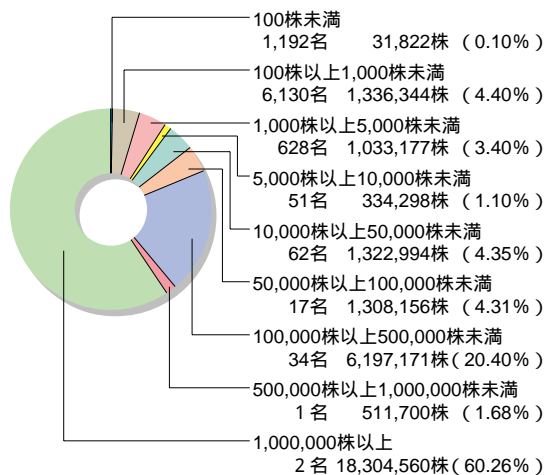 100株未満
1,192名 31,822株 (0.10%)
100株以上1,000株未満
6,130名 1,336,344株 (4.40%)
1,000株以上5,000株未満
628名 1,033,177株 (3.40%)
5,000株以上10,000株未満
51名 334,298株 (1.10%)
10,000株以上50,000株未満
62名 1,322,994株 (4.35%)
50,000株以上100,000株未満
17名 1,308,156株 (4.31%)
100,000株以上500,000株未満
34名 6,197,171株(20.40%)
500,000株以上1,000,000株未満
1名 511,700株 (1.68%)
1,000,000株以上
2名 18,304,560株(60.26%)